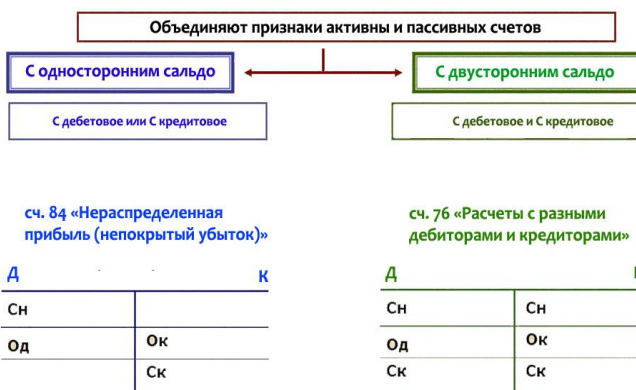 Объединяют признаки активны и пассивных счетов
С односторонним сальдо
С двусторонним сальдо
С дебетовое или С кредитовое
С дебетовое и С кредитовое
сч. 84 «Нераспределенная
прибыль (непокрытый убыток)»
сч. 76 «Расчеты с разными
дебиторами и кредиторами»
Д К
Сн
Од Ок
Ск
Д
Сн Сн
Од Ок
Ск Ск